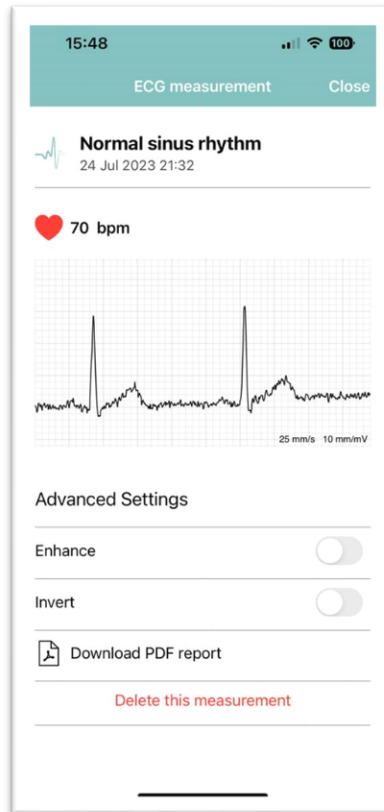 15:48
100
ECG measurement Close
Normal sinus rhythm
24 Jul 2023 21:32
70 bpm
25 mm/s 10 mm/mV
Advanced Settings
Enhance
Invert
Download PDF report
Delete this measurement